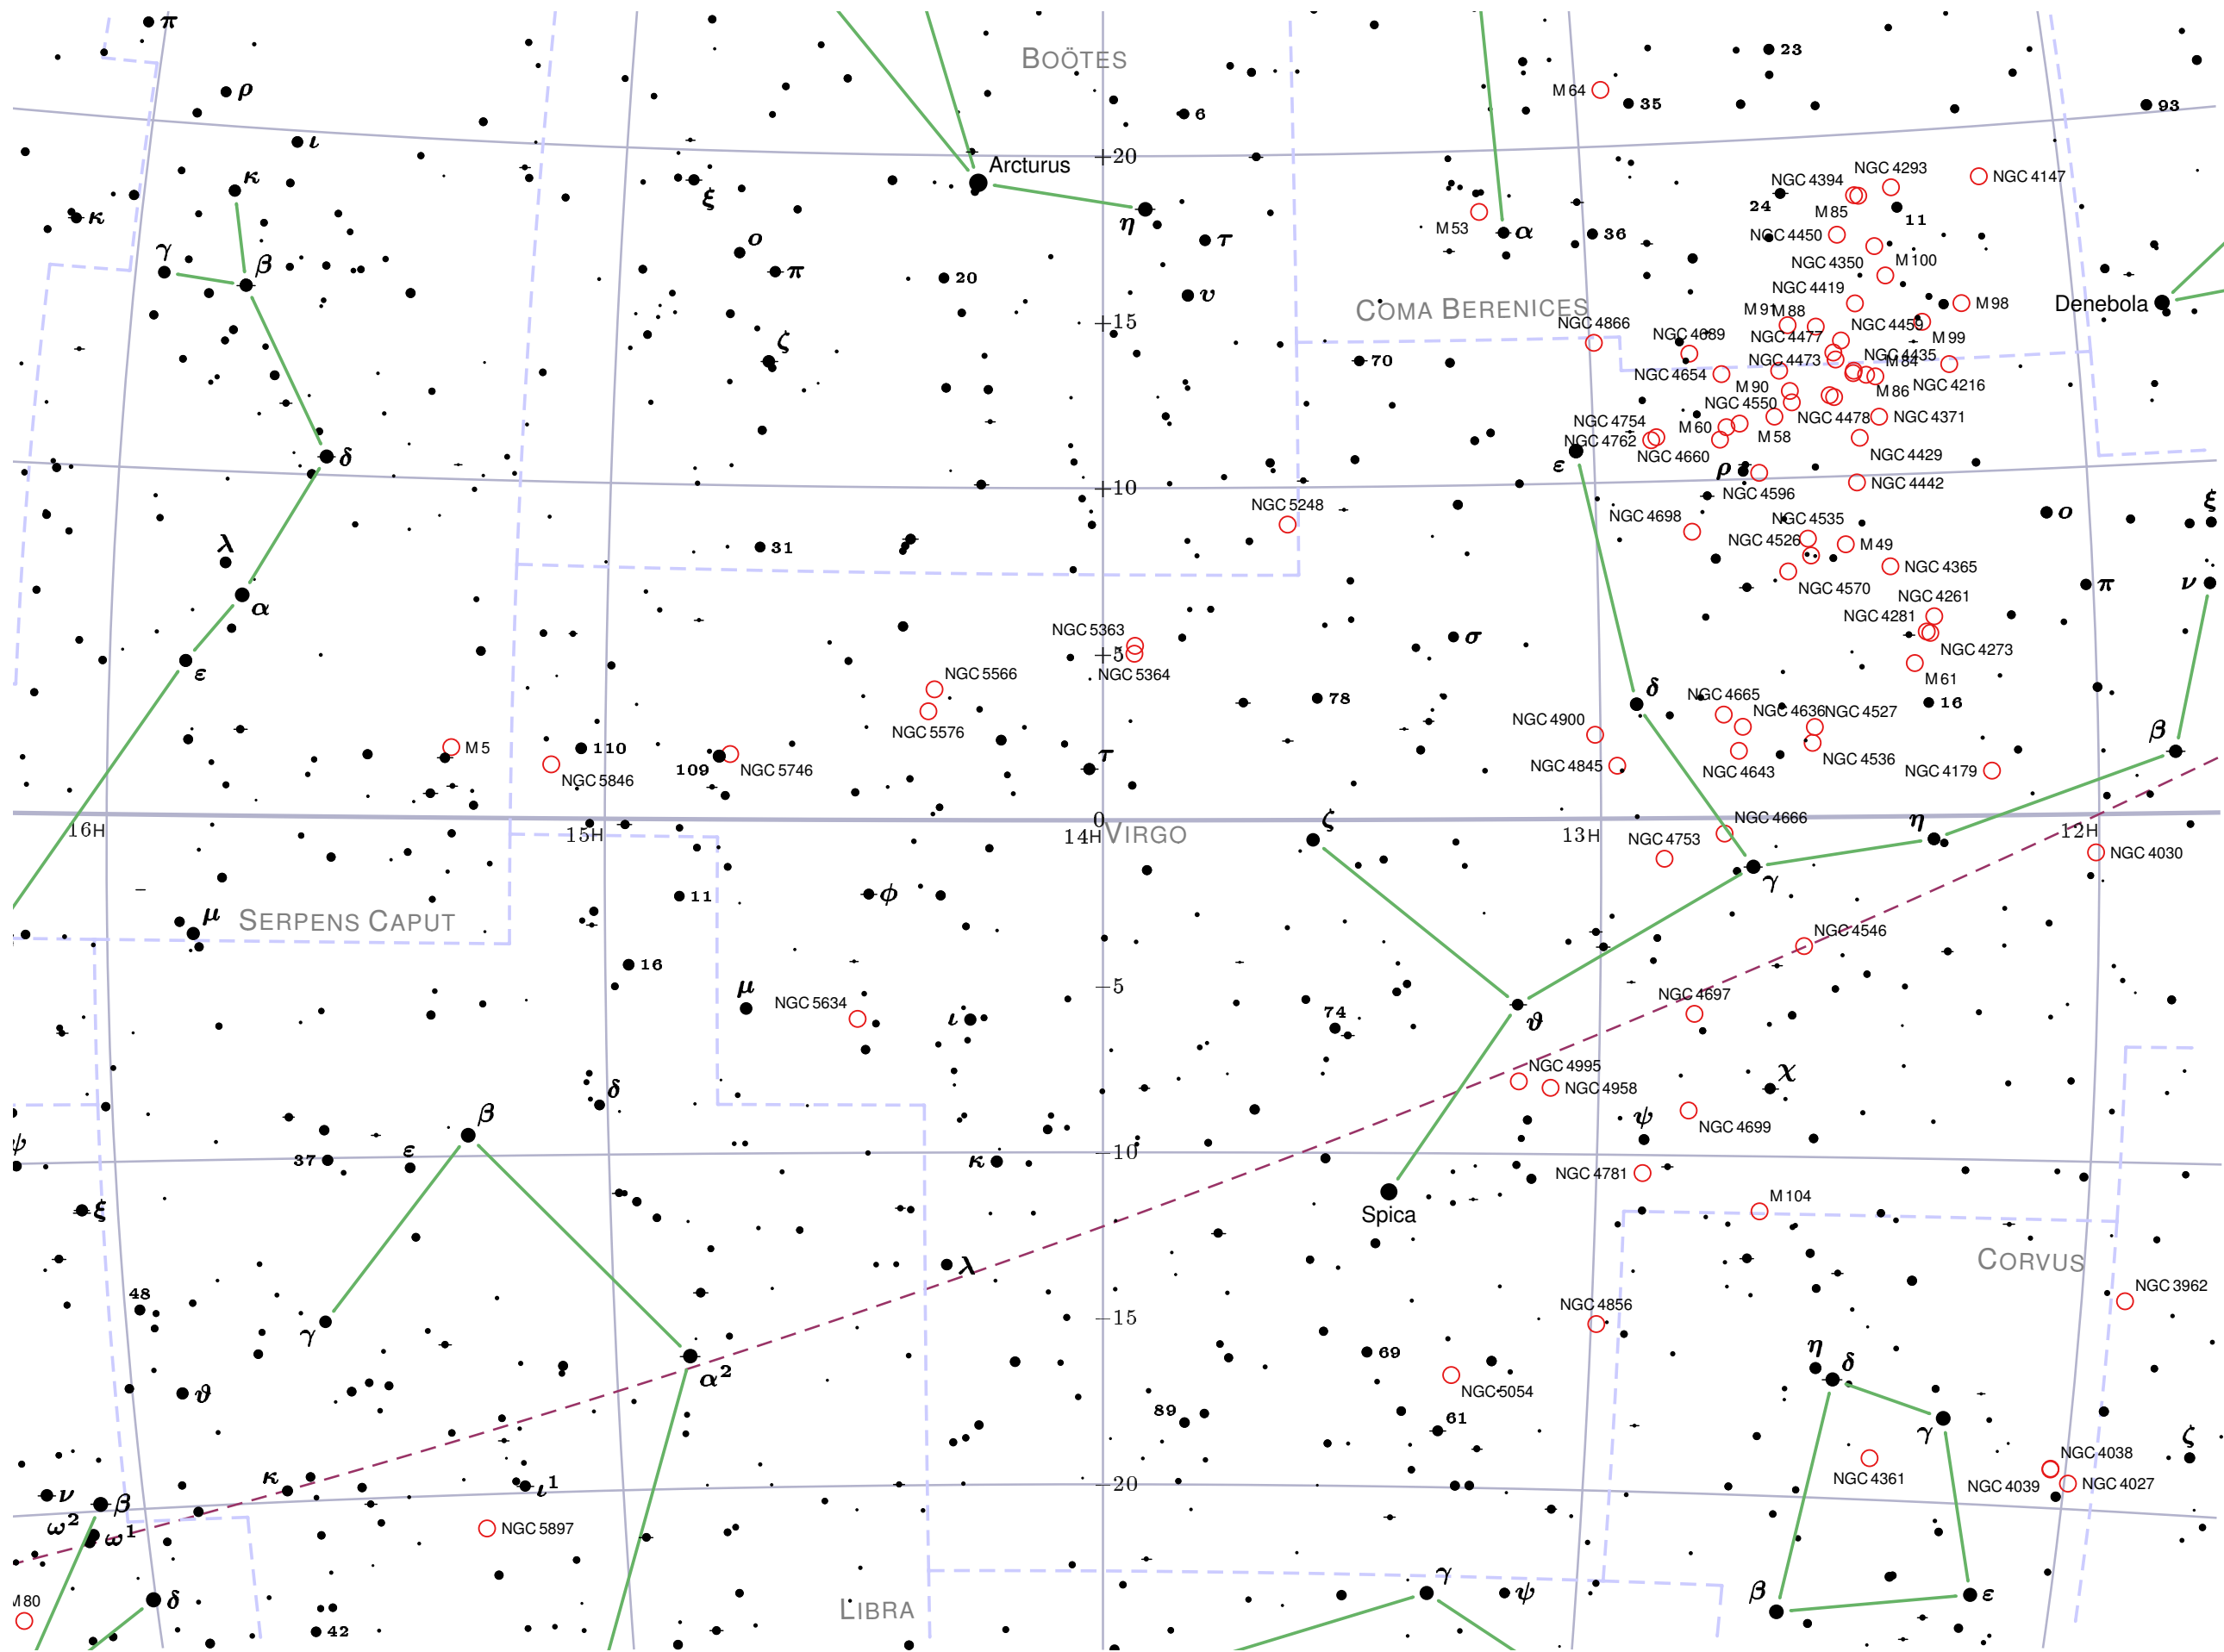 π
BOÖTES
23
ρ
M 64
35
93
6
ι
20
Arcturus
NGC 4293
NGC 4147
NGC 4394
κ
ξ
24
M 85
11
κ
η
M 53
α
36
NGC 4450
τ
γ
β
ο
π
20
υ
NGC 4350
M 100
NGC 4419
COMA BERENICES
M 98
Denebola
15
M 91
M 88
NGC 4866
NGC 4689
NGC 4477
NGC 4459
M 99
ζ
70
NGC 4473
NGC 4435
M 84
NGC 4654
M 90
M 86
NGC 4216
NGC 4550
NGC 4754
M 60
NGC 4478
NGC 4371
NGC 4762
M 58
δ
ε
NGC 4660
NGC 4429
ρ
10
NGC 4596
NGC 4442
NGC 5248
NGC 4698
NGC 4535
ο
ξ
λ
31
NGC 4526
M 49
NGC 4365
NGC 4570
π
ν
α
NGC 4261
NGC 4281
NGC 5363
σ
5
NGC 4273
ε
NGC 5566
NGC 5364
M 61
δ
78
NGC 4665
16
NGC 5576
NGC 4900
NGC 4636
NGC 4527
β
M 5
110
109
NGC 5746
τ
NGC 4845
NGC 4643
NGC 4536
NGC 4179
NGC 5846
0
NGC 4666
16H
15H
14H
VIRGO
ζ
13H
NGC 4753
η
12H
NGC 4030
γ
11
φ
μ
SERPENS CAPUT
NGC 4546
16
5
μ
NGC 5634
NGC 4697
ι
74
ϑ
NGC 4995
NGC 4958
χ
δ
β
ψ
NGC 4699
ψ
ε
37
κ
10
NGC 4781
ξ
M 104
Spica
CORVUS
λ
48
NGC 3962
γ
15
NGC 4856
η
δ
69
α²
NGC 5054
ϑ
89
61
γ
ζ
NGC 4038
κ
20
NGC 4361
NGC 4039
NGC 4027
ν
β
ι¹
ω²
ω¹
NGC 5897
M 80
δ
γ
ψ
β
ε
LIBRA
42